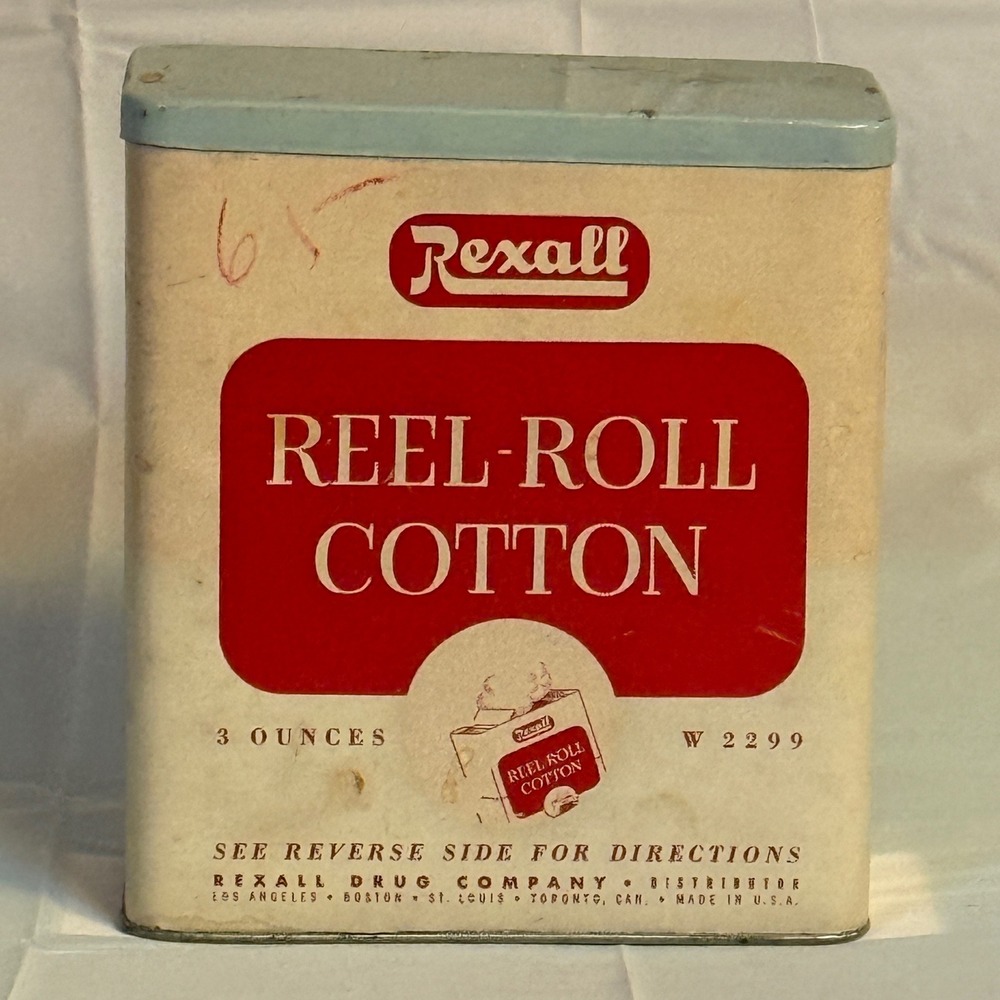 65
Rexall
REEL-ROLL
COTTON
3 OUNCES
W 2299
Rexall
REEL-ROLL
COTTON
SEE REVERSE SIDE FOR DIRECTIONS
REXALL DRUG COMPANY • DISTRIBUTOR
LOS ANGELES • BOSTON • ST. LOUIS • TORONTO, CAN. • MADE IN U.S.A.